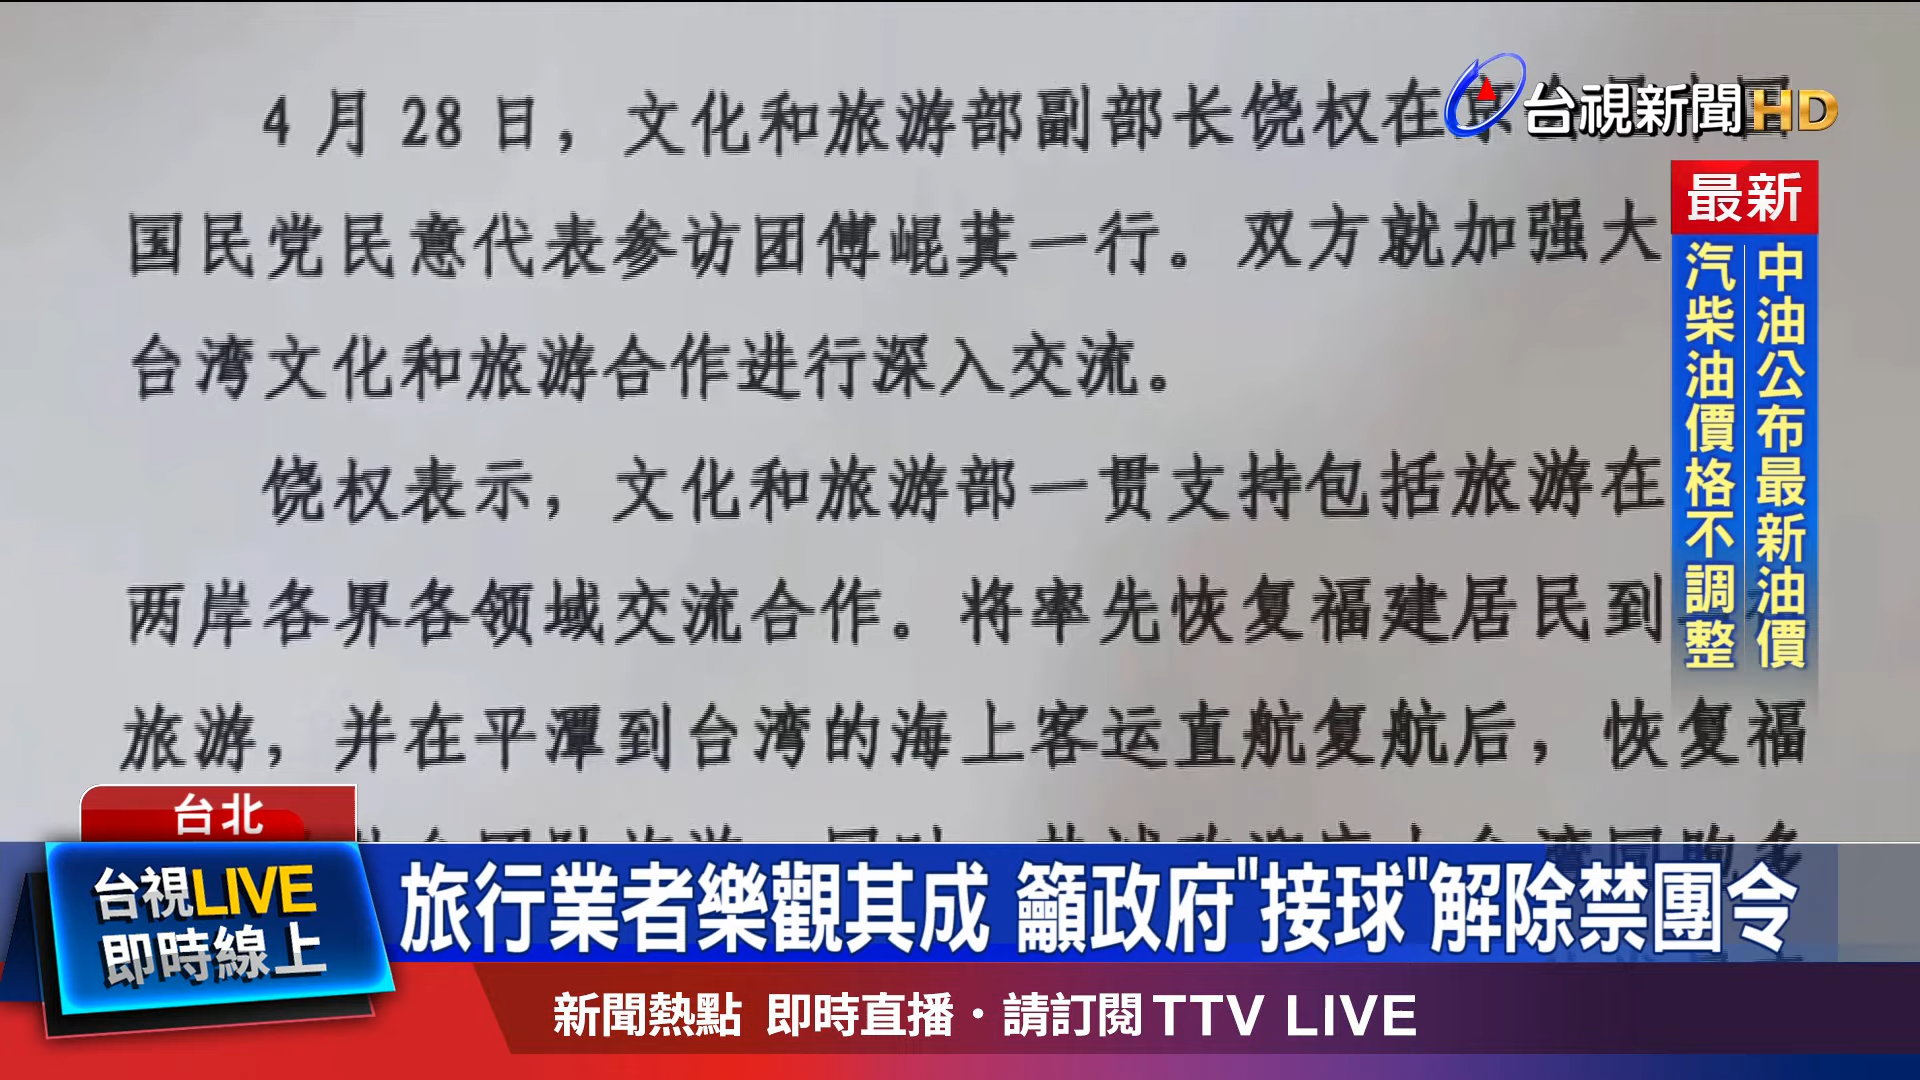 4月28日，文化和旅游部副部长饶权在京
国民党民意代表参访团傅崐萁一行。双方就加强大
台湾文化和旅游合作进行深入交流。
饶权表示，文化和旅游部一贯支持包括旅游在
两岸各界各领域交流合作。将率先恢复福建居民到
旅游，并在平潭到台湾的海上客运直航复航后，恢复福
台視新聞HD
最新
中油公布最新油價
汽柴油價格不調整
台北
台視LIVE
即時線上
旅行業者樂觀其成 籲政府"接球"解除禁團令
新聞熱點 即時直播·請訂閱TTV LIVE